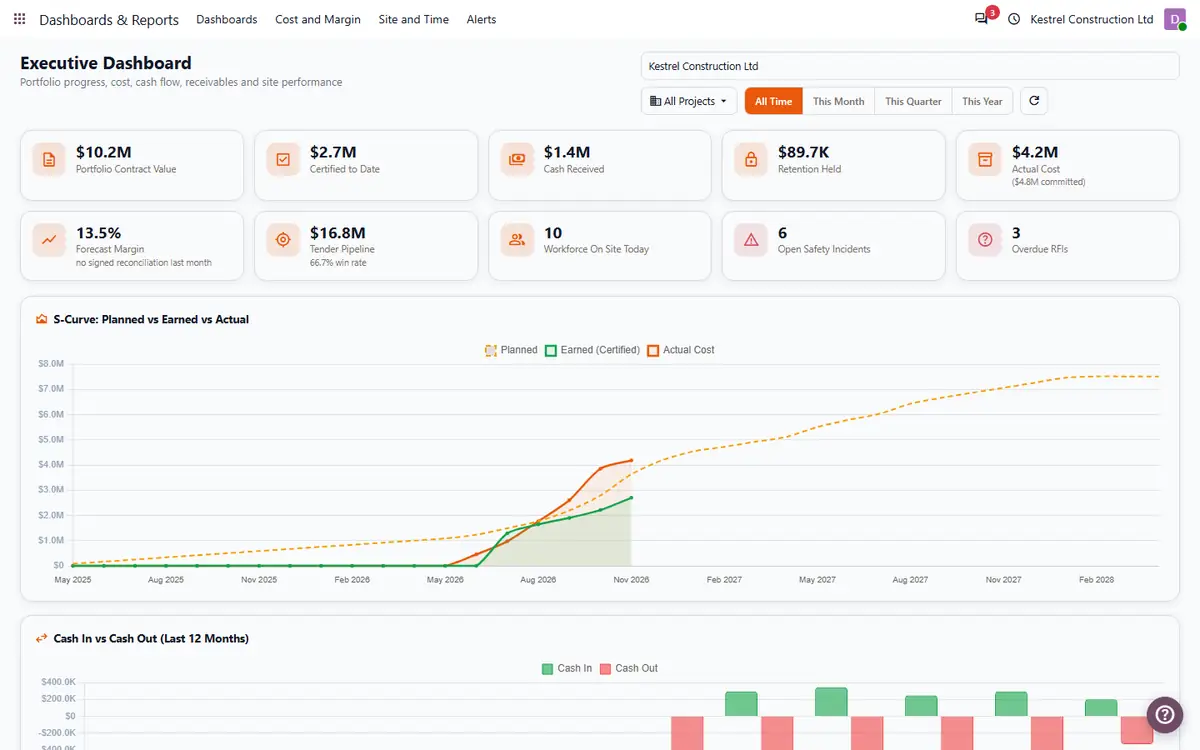 Dashboards & Reports Dashboards Cost and Margin Site and Time Alerts 3 Kestrel Construction Ltd D
Executive Dashboard
Portfolio progress, cost, cash flow, receivables and site performance
Kestrel Construction Ltd
All Projects All Time This Month This Quarter This Year
$10.2M
Portfolio Contract Value
$2.7M
Certified to Date
$1.4M
Cash Received
$89.7K
Retention Held
$4.2M
Actual Cost
($4.8M committed)
13.5%
Forecast Margin
no signed reconciliation last month
$16.8M
Tender Pipeline
66.7% win rate
10
Workforce On Site Today
6
Open Safety Incidents
3
Overdue RFIs
S-Curve: Planned vs Earned vs Actual
Planned Earned (Certified) Actual Cost
$8.0M
$7.0M
$6.0M
$5.0M
$4.0M
$3.0M
$2.0M
$1.0M
$0
May 2025 Aug 2025 Nov 2025 Feb 2026 May 2026 Aug 2026 Nov 2026 Feb 2027 May 2027 Aug 2027 Nov 2027 Feb 2028
Cash In vs Cash Out (Last 12 Months)
Cash In Cash Out
$400.0K
$200.0K
$0
-$200.0K
-$400.0K